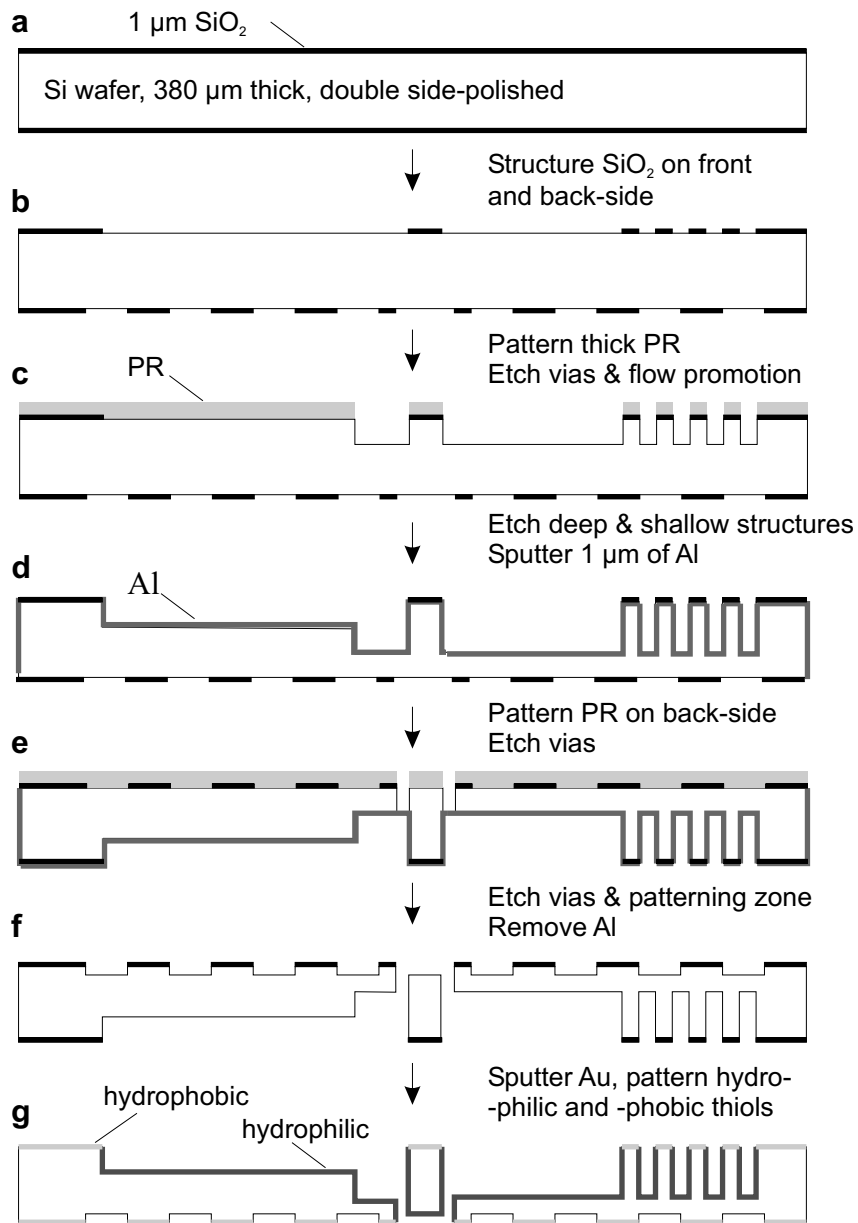 a
1 µm SiO₂
Si wafer, 380 µm thick, double side-polished
Structure SiO₂ on front
and back-side
b
Pattern thick PR
Etch vias & flow promotion
c
PR
Etch deep & shallow structures
Sputter 1 µm of Al
d
Al
Pattern PR on back-side
Etch vias
e
Etch vias & patterning zone
Remove Al
f
Sputter Au, pattern hydro-
-philic and -phobic thiols
g
hydrophobic
hydrophilic